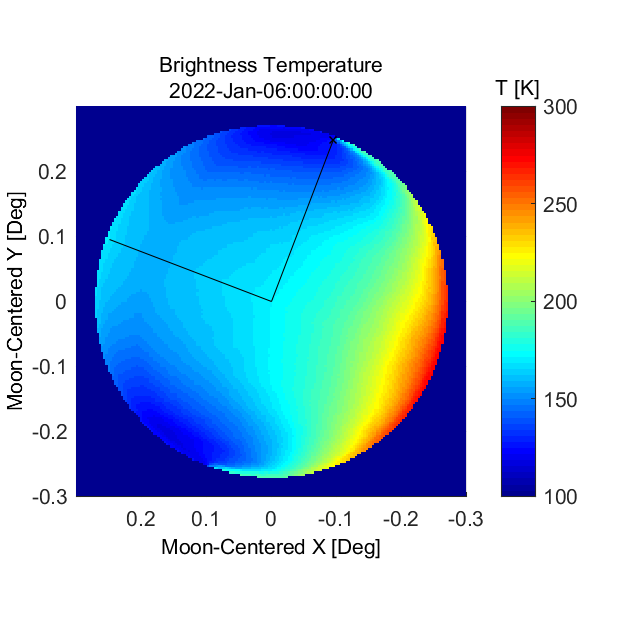 Brightness Temperature
2022-Jan-06:00:00:00:00
T [K]
300
250
200
150
100
Moon-Centered Y [Deg]
0.2
0.1
0
-0.1
-0.2
-0.3
0.2 0.1 0 -0.1 -0.2 -0.3
Moon-Centered X [Deg]